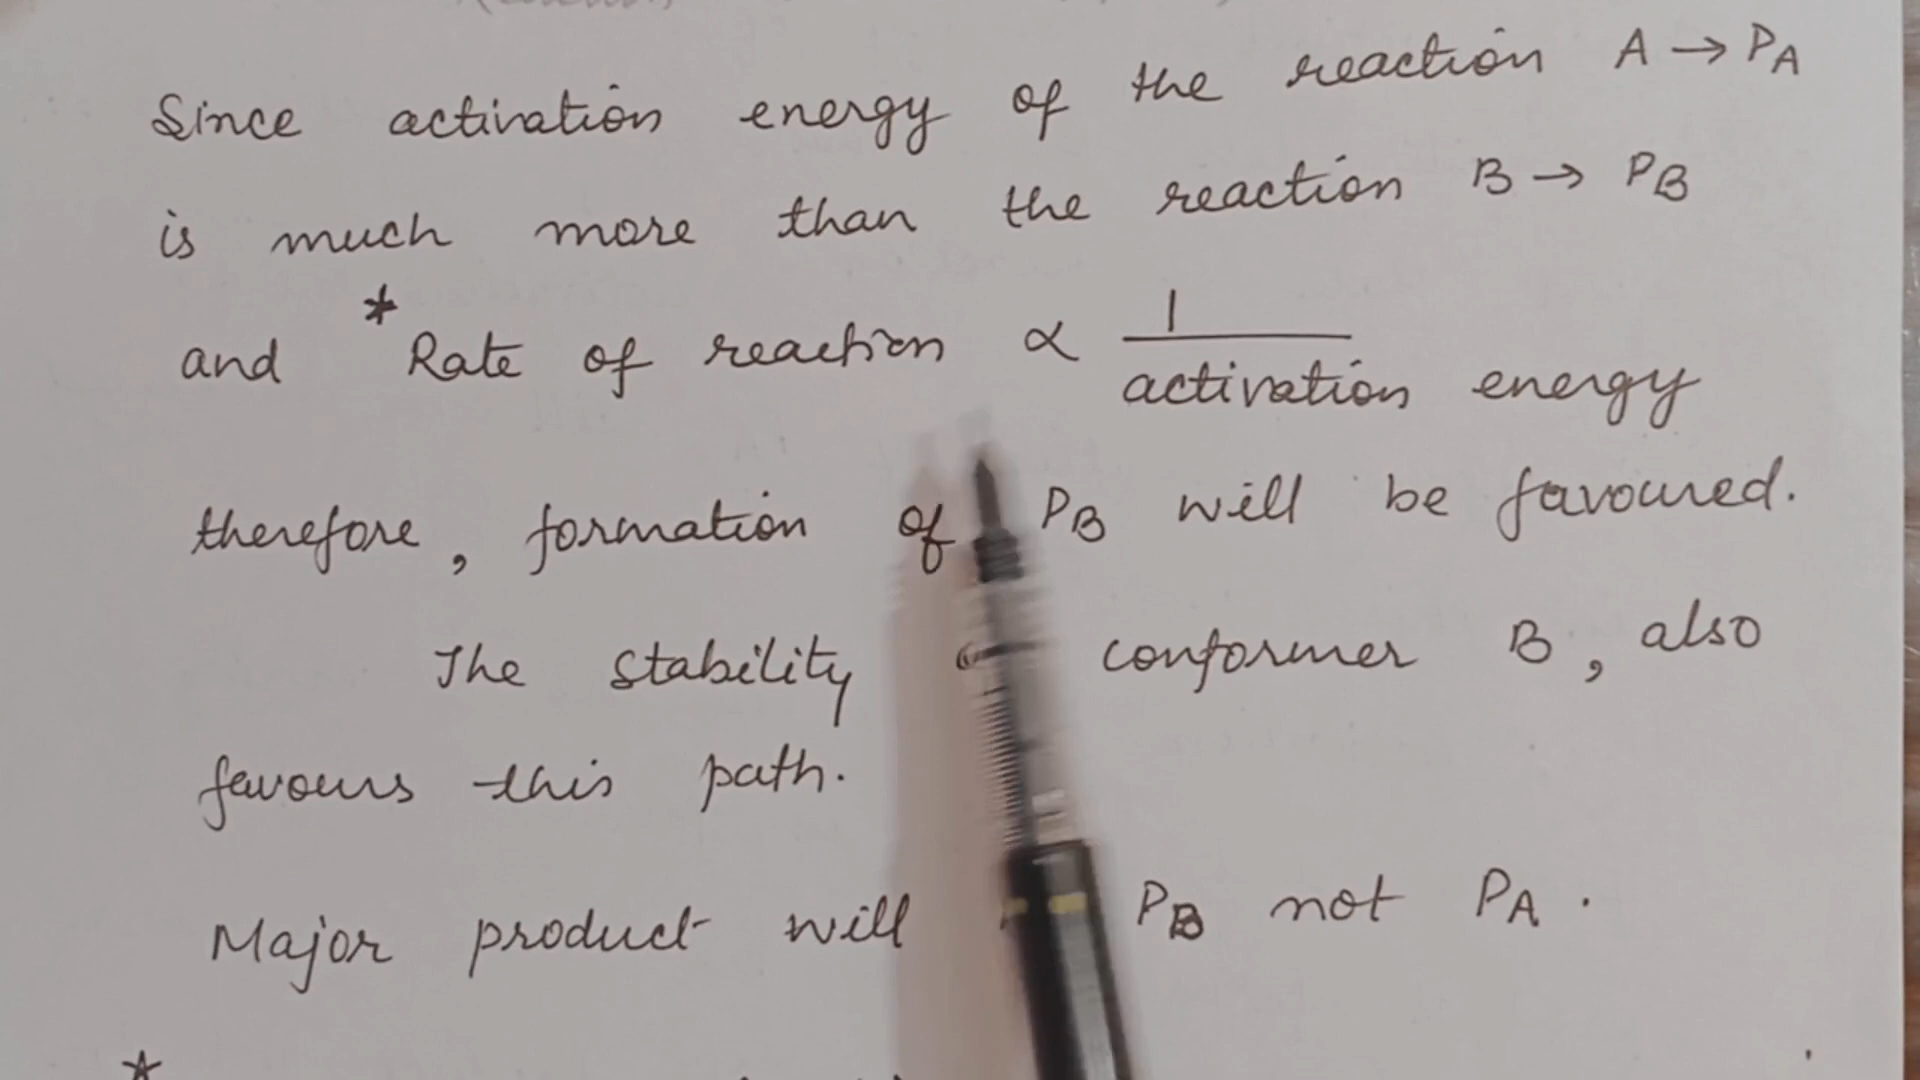 Since activation energy of the reaction A → PA
is much more than the reaction B → PB
and *Rate of reaction ∝ 1 / activation energy
therefore, formation of PB will be favoured.
The stability conformer B, also
favours this path.
Major product will PB not PA.
*